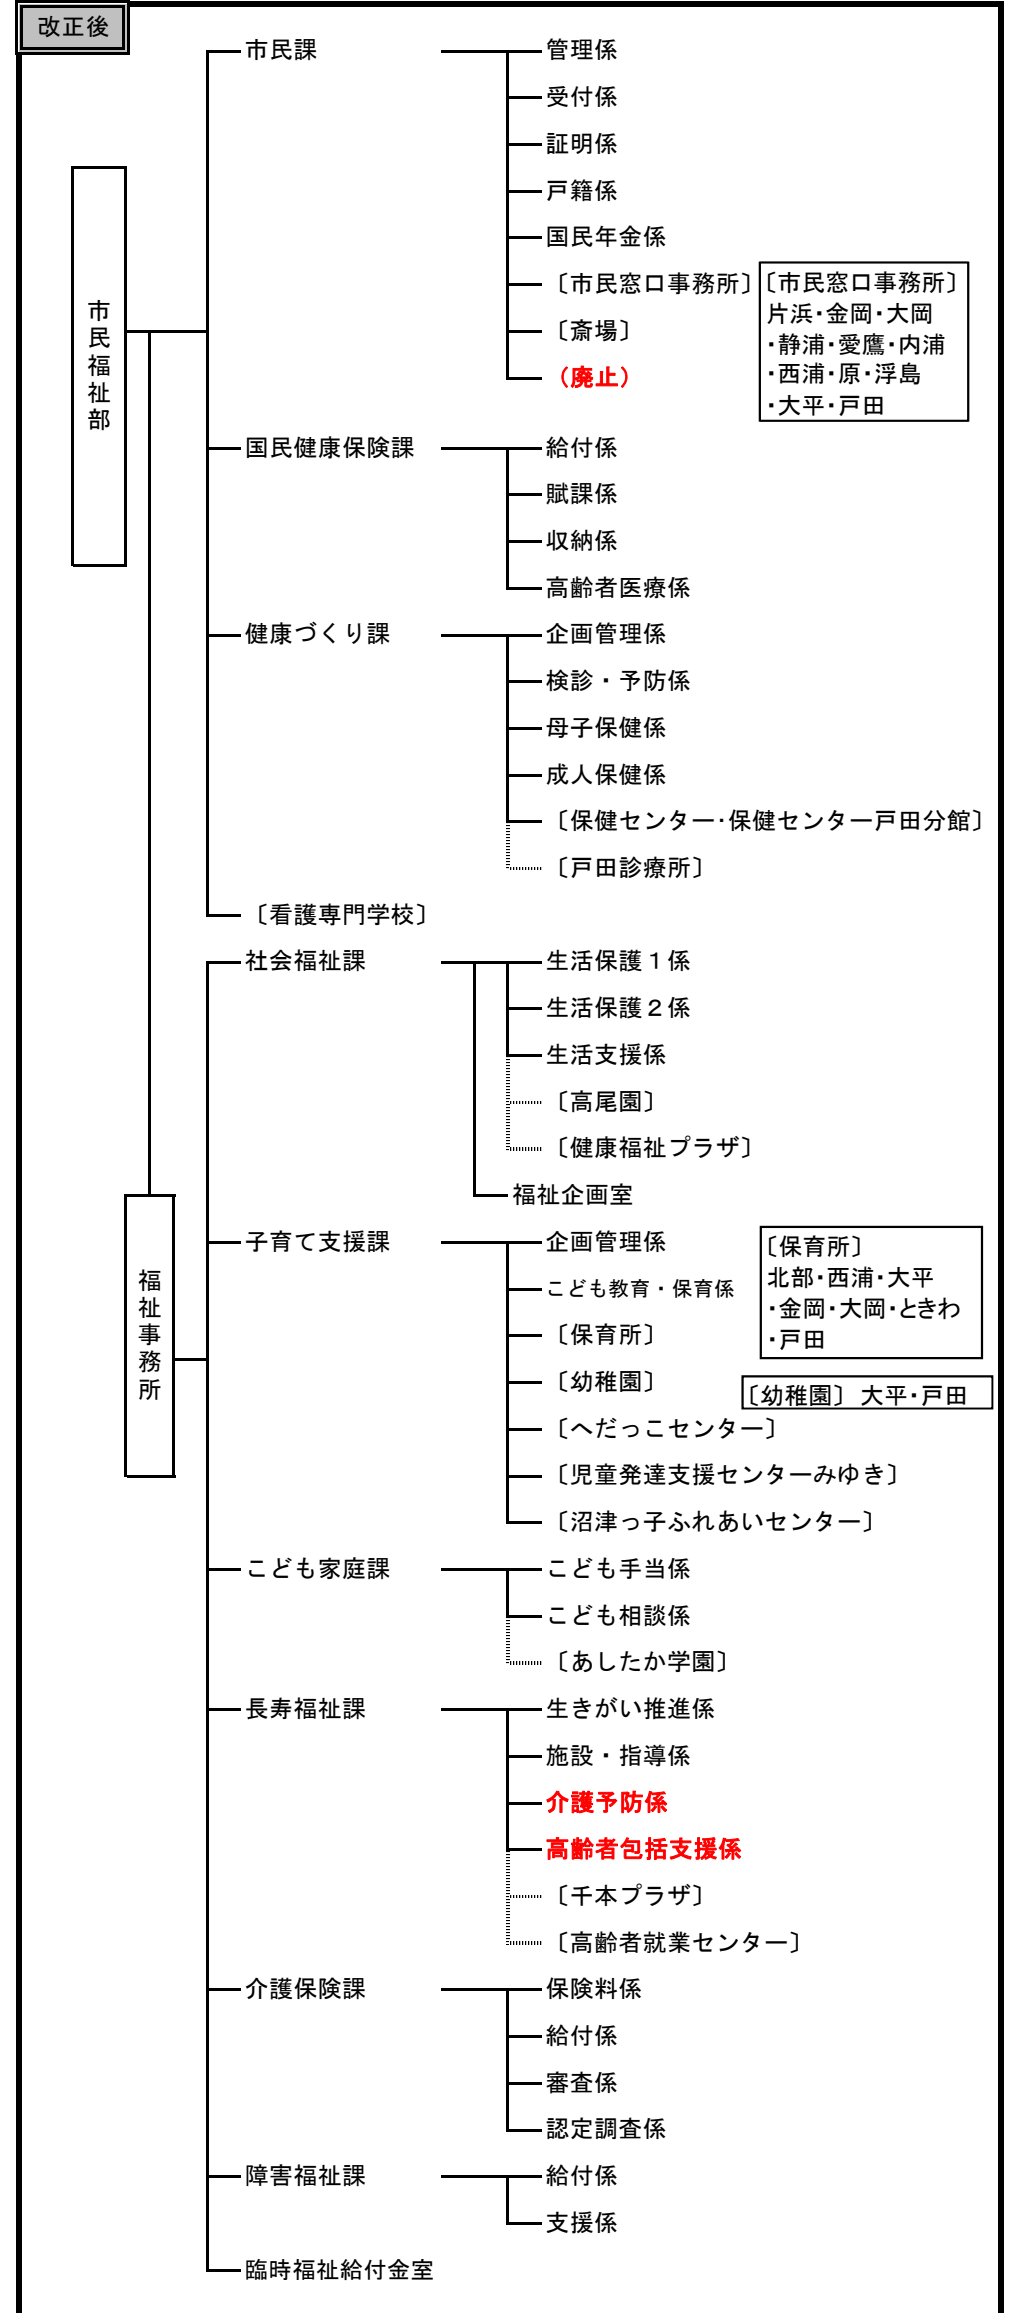 改正後
市民福祉部
市民課
管理係
受付係
証明係
戸籍係
国民年金係
〔市民窓口事務所〕
〔斎場〕
（廃止）
〔市民窓口事務所〕
片浜・金岡・大岡
・静浦・愛鷹・内浦
・西浦・原・浮島
・大平・戸田
国民健康保険課
給付係
賦課係
収納係
高齢者医療係
健康づくり課
企画管理係
検診・予防係
母子保健係
成人保健係
〔保健センター・保健センター戸田分館〕
〔戸田診療所〕
〔看護専門学校〕
福祉事務所
社会福祉課
生活保護１係
生活保護２係
生活支援係
〔高尾園〕
〔健康福祉プラザ〕
福祉企画室
子育て支援課
企画管理係
こども教育・保育係
〔保育所〕
〔幼稚園〕
〔へだっこセンター〕
〔児童発達支援センターみゆき〕
〔沼津っ子ふれあいセンター〕
〔保育所〕
北部・西浦・大平
・金岡・大岡・ときわ
・戸田
〔幼稚園〕 大平・戸田
こども家庭課
こども手当係
こども相談係
〔あしたか学園〕
長寿福祉課
生きがい推進係
施設・指導係
介護予防係
高齢者包括支援係
〔千本プラザ〕
〔高齢者就業センター〕
介護保険課
保険料係
給付係
審査係
認定調査係
障害福祉課
給付係
支援係
臨時福祉給付金室